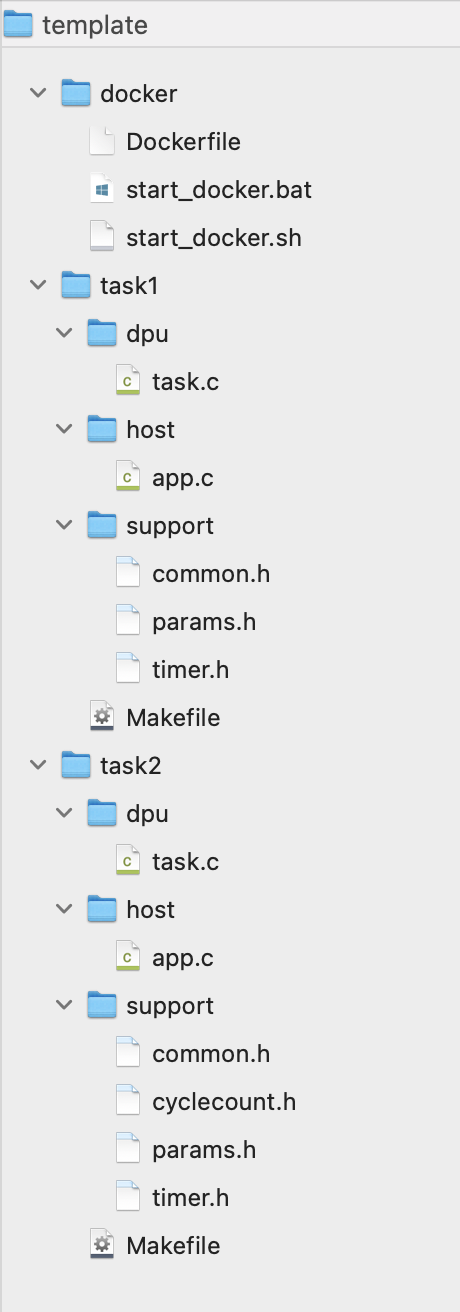 template
docker
Dockerfile
start_docker.bat
start_docker.sh
task1
dpu
task.c
host
app.c
support
common.h
params.h
timer.h
Makefile
task2
dpu
task.c
host
app.c
support
common.h
cyclecount.h
params.h
timer.h
Makefile